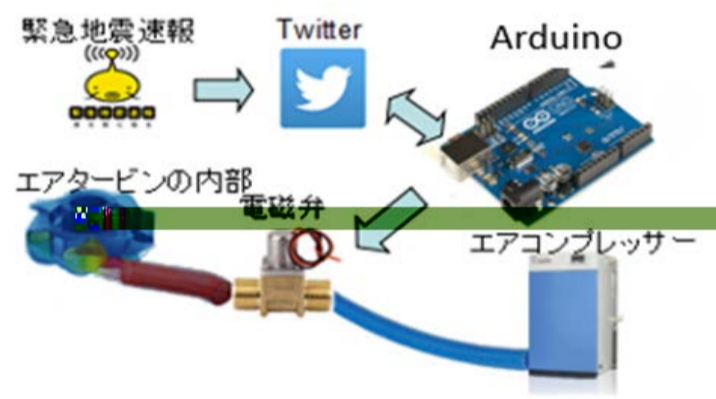 緊急地震速報
Twitter
Arduino
エアタービンの内部
電磁弁
エアコンプレッサー